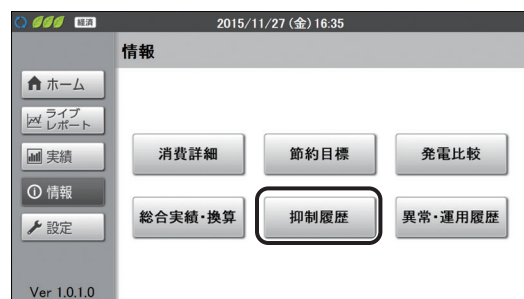 経済 2015/11/27(金)16:35
情報
ホーム
ライブ
レポート
実績
情報
設定
消費詳細 節約目標 発電比較
総合実績・換算 抑制履歴 異常・運用履歴
Ver 1.0.1.0